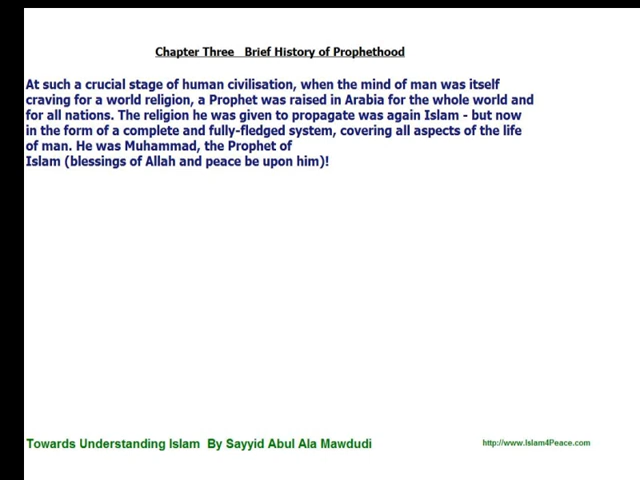 Chapter Three   Brief History of Prophethood
At such a crucial stage of human civilisation, when the mind of man was itself
craving for a world religion, a Prophet was raised in Arabia for the whole world and
for all nations. The religion he was given to propagate was again Islam - but now
in the form of a complete and fully-fledged system, covering all aspects of the life
of man. He was Muhammad, the Prophet of
Islam (blessings of Allah and peace be upon him)!
Towards Understanding Islam  By Sayyid Abul Ala Mawdudi
http://www.Islam4Peace.com